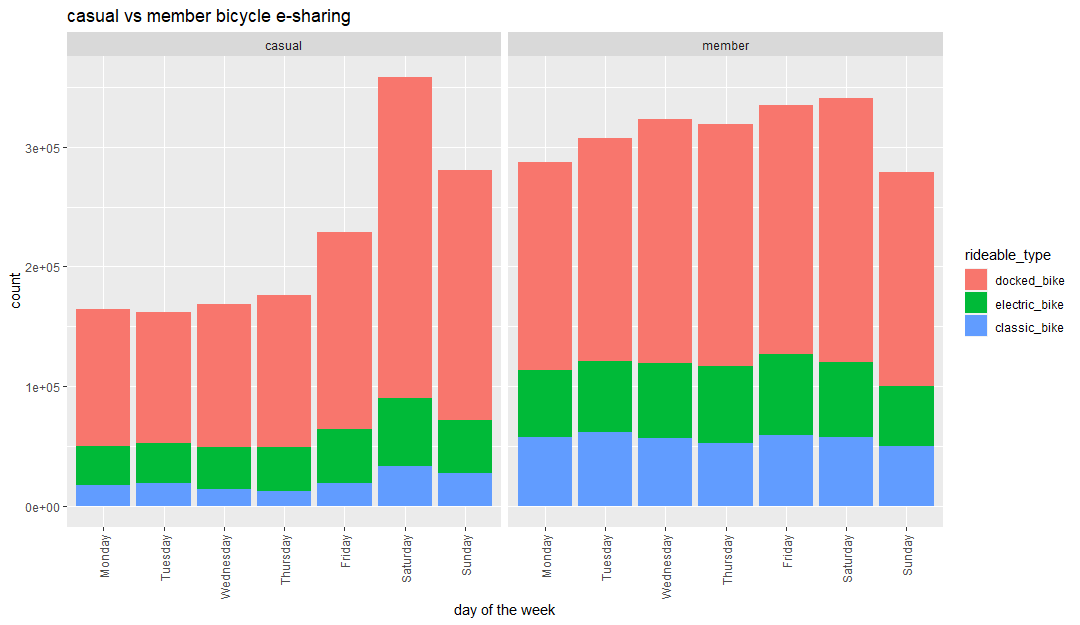 casual vs member bicycle e-sharing
casual
member
count
3e+05
2e+05
1e+05
0e+00
Monday
Tuesday
Wednesday
Thursday
Friday
Saturday
Sunday
Monday
Tuesday
Wednesday
Thursday
Friday
Saturday
Sunday
day of the week
rideable_type
docked_bike
electric_bike
classic_bike